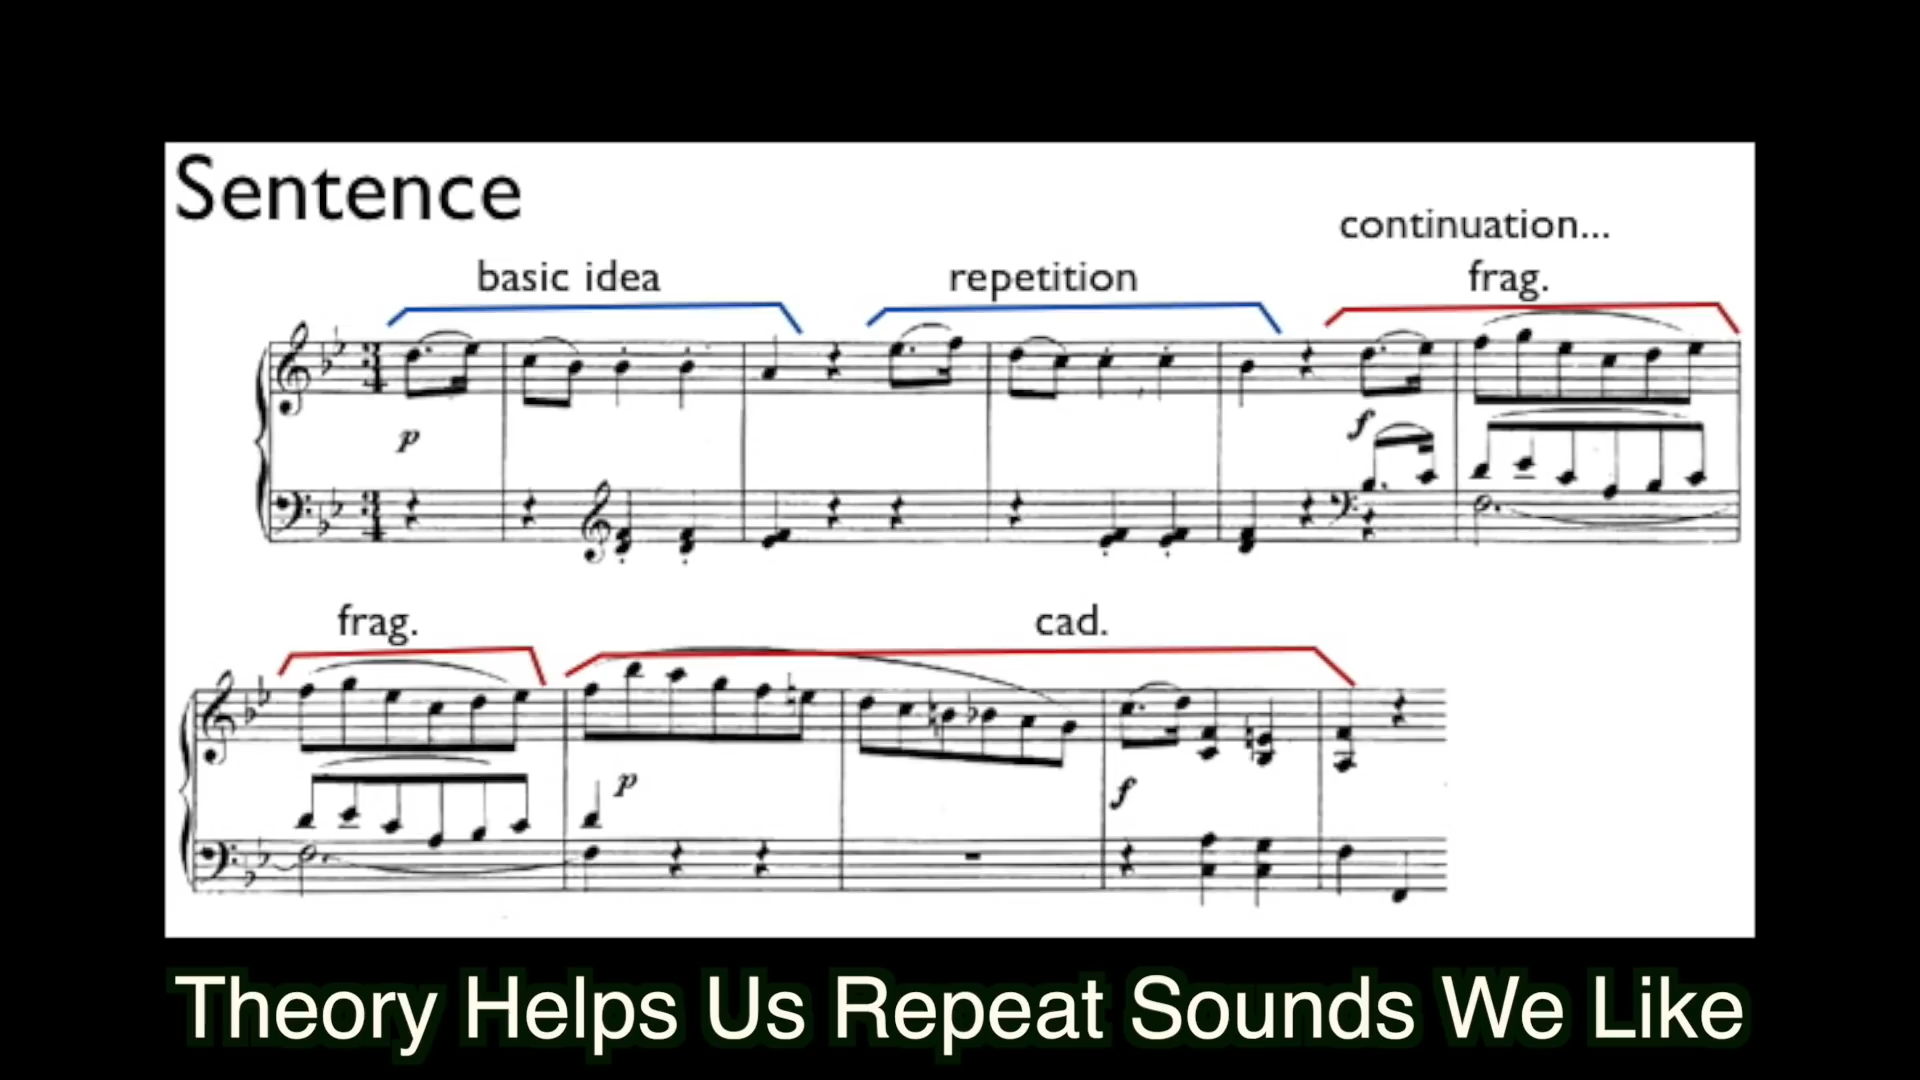 Sentence
continuation...
basic idea
repetition
frag.
p
f
frag.
cad.
p
f
Theory Helps Us Repeat Sounds We Like